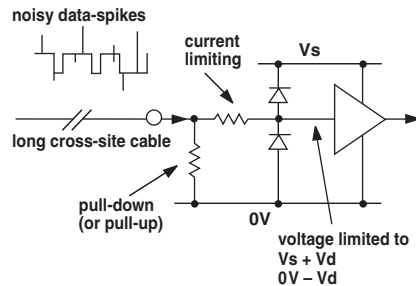 noisy data-spikes
current
limiting
Vs
long cross-site cable
pull-down
(or pull-up)
0V
voltage limited to
Vs + Vd
0V – Vd